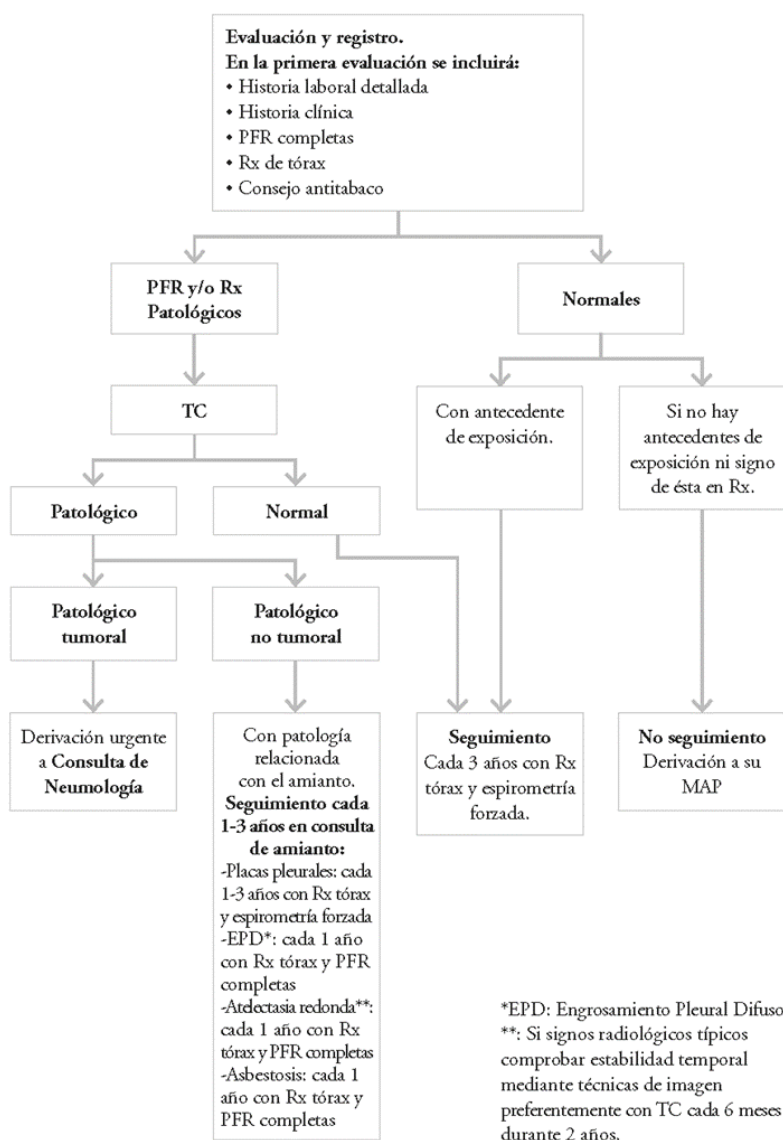 Evaluación y registro.
En la primera evaluación se incluirá:
• Historia laboral detallada
• Historia clínica
• PFR completas
• Rx de tórax
• Consejo antitabaco
PFR y/o Rx
Patológicos
Normales
TC
Con antecedente
de exposición.
Si no hay
antecedentes de
exposición ni signo
de ésta en Rx.
Patológico
Normal
Patológico
tumoral
Patológico
no tumoral
Derivación urgente
a Consulta de
Neumología
Con patología
relacionada
con el amianto.
Seguimiento cada
1-3 años en consulta
de amianto:
-Placas pleurales: cada
1-3 años con Rx tórax
y espirometría forzada
-EPD*: cada 1 año
con Rx tórax y PFR
completas
-Atelectasia redonda**:
cada 1 año con Rx
tórax y PFR completas
-Asbestosis: cada 1
año con Rx tórax y
PFR completas
Seguimiento
Cada 3 años con Rx
tórax y espirometría
forzada.
No seguimiento
Derivación a su
MAP
*EPD: Engrosamiento Pleural Difuso
**: Si signos radiológicos típicos
comprobar estabilidad temporal
mediante técnicas de imagen
preferentemente con TC cada 6 meses
durante 2 años.